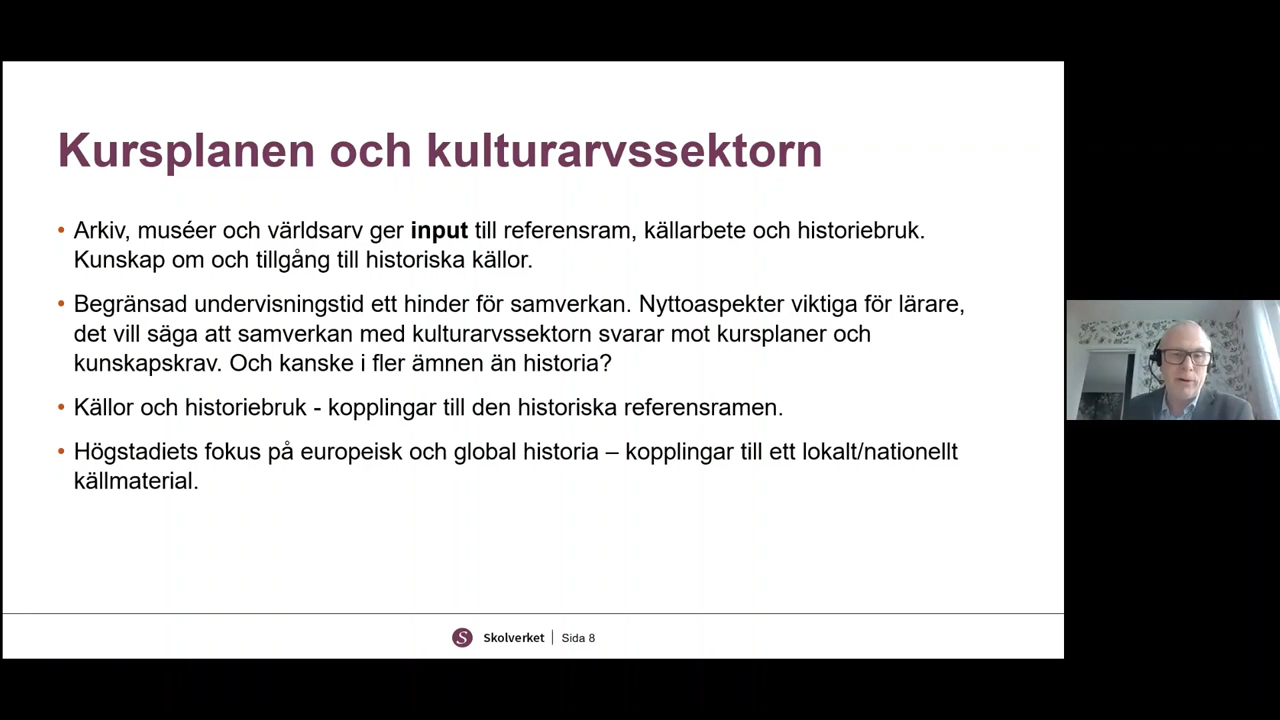 Kursplanen och kulturarvssektorn
• Arkiv, muséer och världsarv ger input till referensram, källarbete och historiebruk.
Kunskap om och tillgång till historiska källor.
• Begränsad undervisningstid ett hinder för samverkan. Nyttoaspekter viktiga för lärare,
det vill säga att samverkan med kulturarvssektorn svarar mot kursplaner och
kunskapskrav. Och kanske i fler ämnen än historia?
• Källor och historiebruk - kopplingar till den historiska referensramen.
• Högstadiets fokus på europeisk och global historia – kopplingar till ett lokalt/nationellt
källmaterial.
S Skolverket | Sida 8